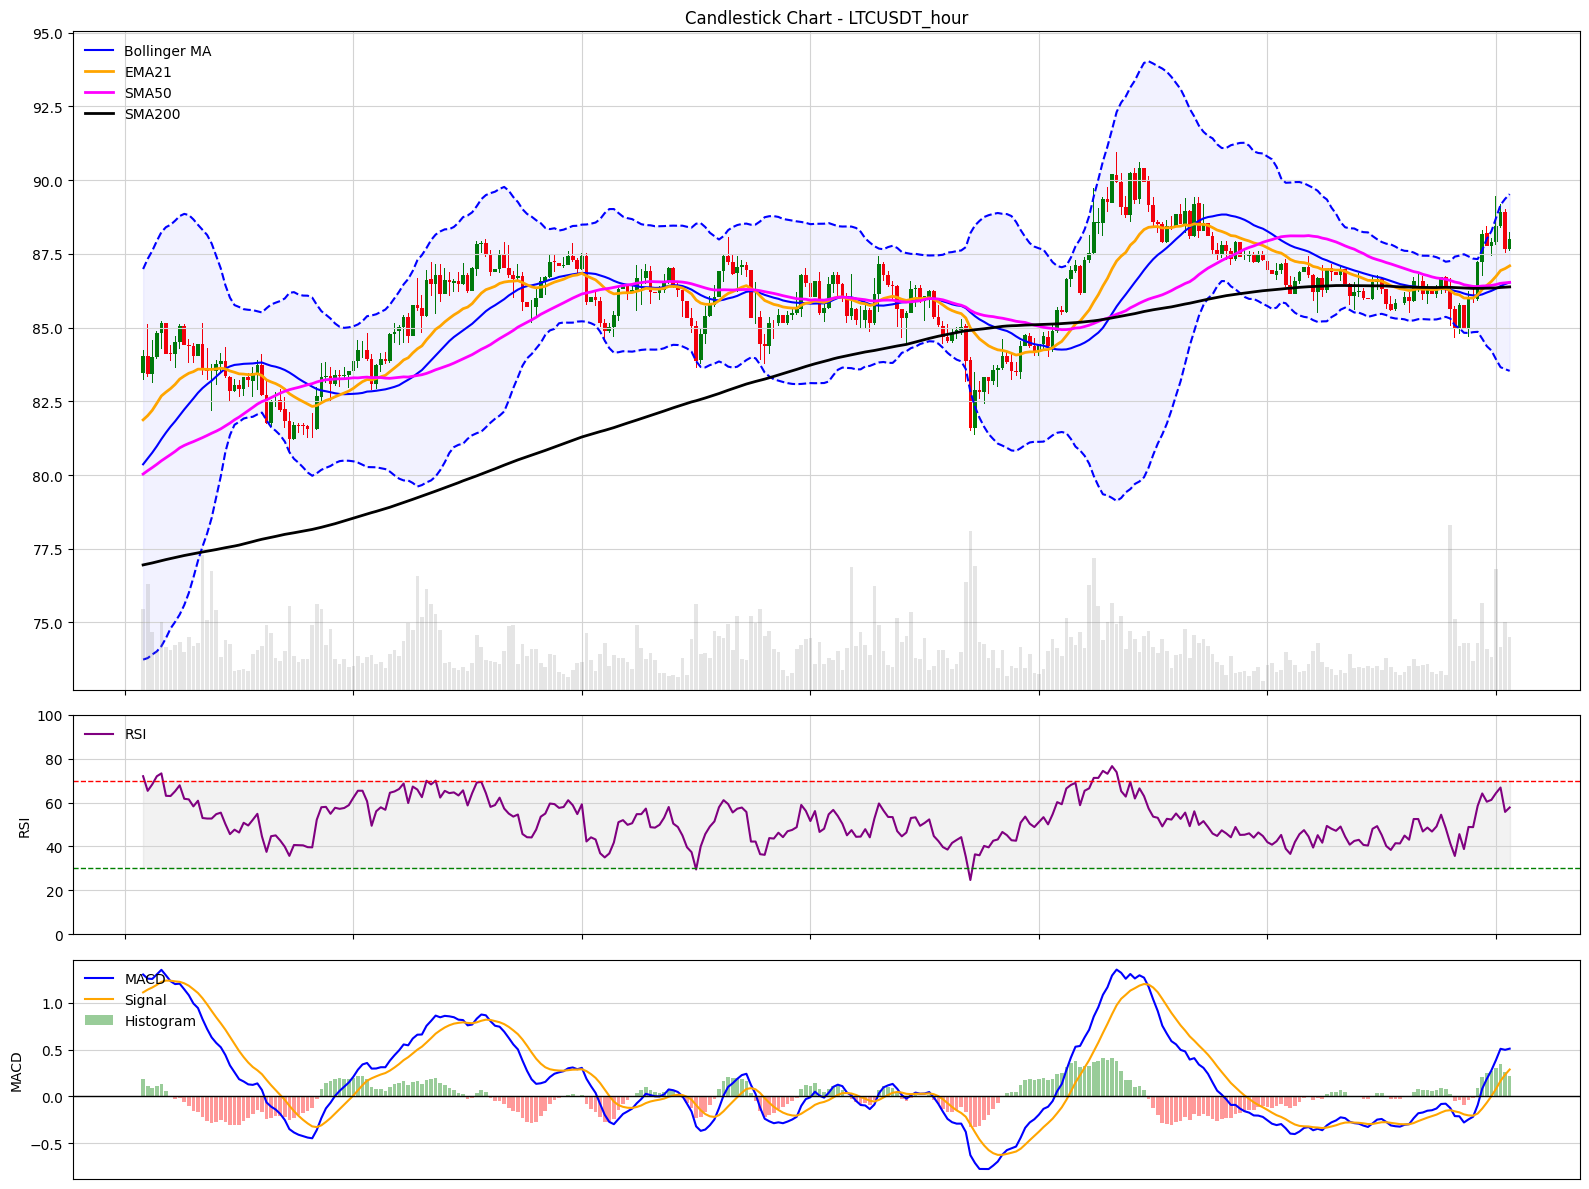 Candlestick Chart - LTCUSDT_hour
95.0
92.5
90.0
87.5
85.0
82.5
80.0
77.5
75.0
Bollinger MA
EMA21
SMA50
SMA200
100
80
60
40
20
0
RSI
RSI
1.0
0.5
0.0
−0.5
MACD
MACD
Signal
Histogram